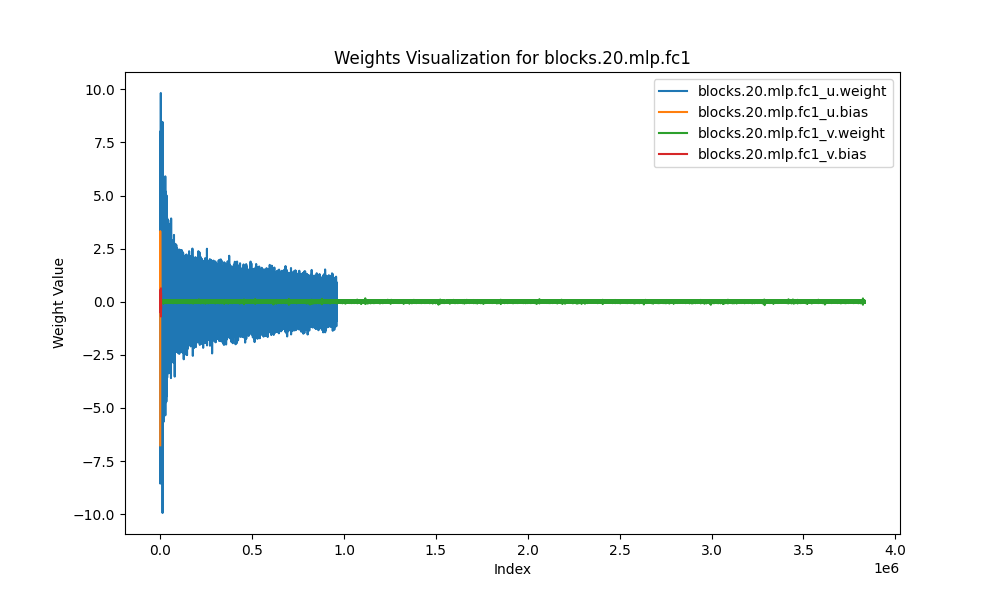 Weights Visualization for blocks.20.mlp.fc1
blocks.20.mlp.fc1_u.weight
blocks.20.mlp.fc1_u.bias
blocks.20.mlp.fc1_v.weight
blocks.20.mlp.fc1_v.bias
10.0
7.5
5.0
2.5
0.0
−2.5
−5.0
−7.5
−10.0
Weight Value
0.0 0.5 1.0 1.5 2.0 2.5 3.0 3.5 4.0
1e6
Index